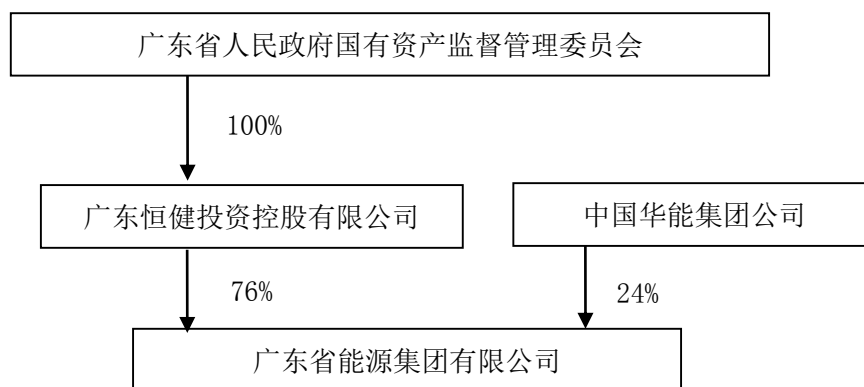 广东省人民政府国有资产监督管理委员会
100%
广东恒健投资控股有限公司
中国华能集团公司
76%
24%
广东省能源集团有限公司